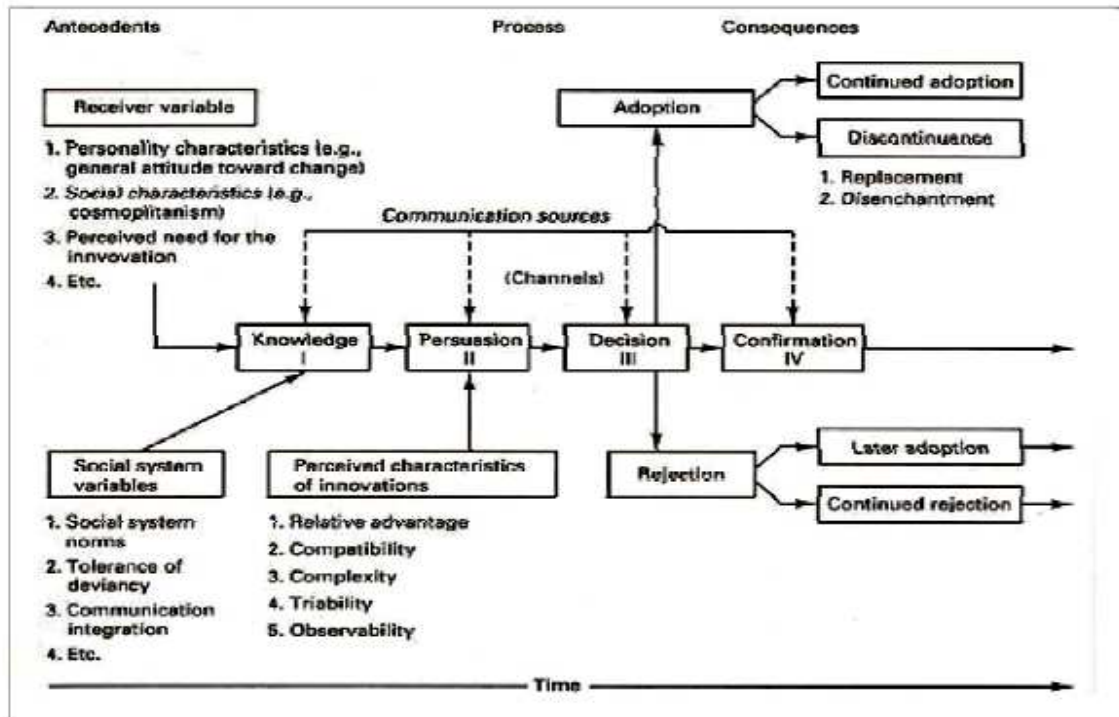 Antecedents
Process
Consequences
Receiver variable
1. Personality characteristics (e.g.,
general attitude toward change)
2. Social characteristics (e.g.,
cosmoplitanism)
3. Perceived need for the
innvovation
4. Etc.
Adoption
Continued adoption
Discontinuance
1. Replacement
2. Disenchantment
Communication sources
(Channels)
Knowledge
I
Persuasion
II
Decision
III
Confirmation
IV
Social system
variables
1. Social system
norms
2. Tolerance of
deviancy
3. Communication
integration
4. Etc.
Perceived characteristics
of innovations
1. Relative advantage
2. Compatibility
3. Complexity
4. Triability
5. Observability
Rejection
Later adoption
Continued rejection
Time